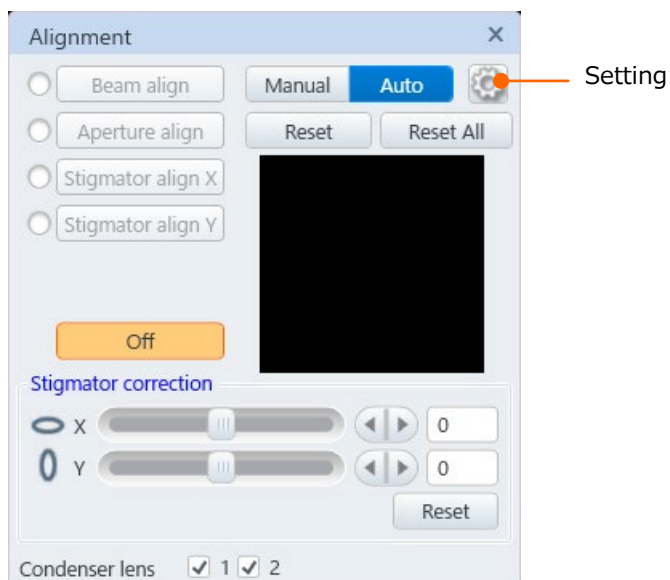 Alignment
Setting
Beam align
Manual Auto
Aperture align
Reset Reset All
Stigmator align X
Stigmator align Y
Off
Stigmator correction
X 0
Y 0
Reset
Condenser lens 1 2